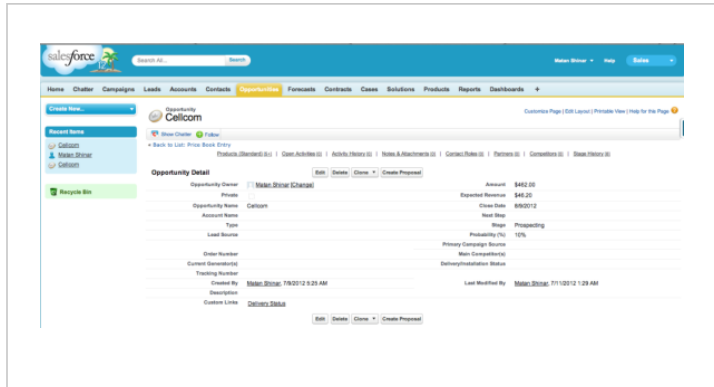 salesforce
Search All... Search
Matan Shinar Help Sales
Home Chatter Campaigns Leads Accounts Contacts Opportunities Forecasts Contracts Cases Solutions Products Reports Dashboards +
Create New...
Recent Items
Cellcom
Matan Shinar
Cellcom
Recycle Bin
Opportunity
Cellcom
Customize Page | Edit Layout | Printable View | Help for this Page
Show Chatter Follow
« Back to List: Price Book Entry
Products (Standard) [5+] | Open Activities [0] | Activity History [0] | Notes & Attachments [0] | Contact Roles [0] | Partners [0] | Competitors [0] | Stage History [4]
Opportunity Detail Edit Delete Clone Create Proposal
Opportunity Owner Matan Shinar [Change] Amount $462.00
Private Expected Revenue $46.20
Opportunity Name Cellcom Close Date 8/9/2012
Account Name Next Step
Type Stage Prospecting
Lead Source Probability (%) 10%
Primary Campaign Source
Order Number Main Competitor(s)
Current Generator(s) Delivery/Installation Status
Tracking Number
Created By Matan Shinar, 7/9/2012 5:25 AM Last Modified By Matan Shinar, 7/11/2012 1:29 AM
Description
Custom Links Delivery Status
Edit Delete Clone Create Proposal